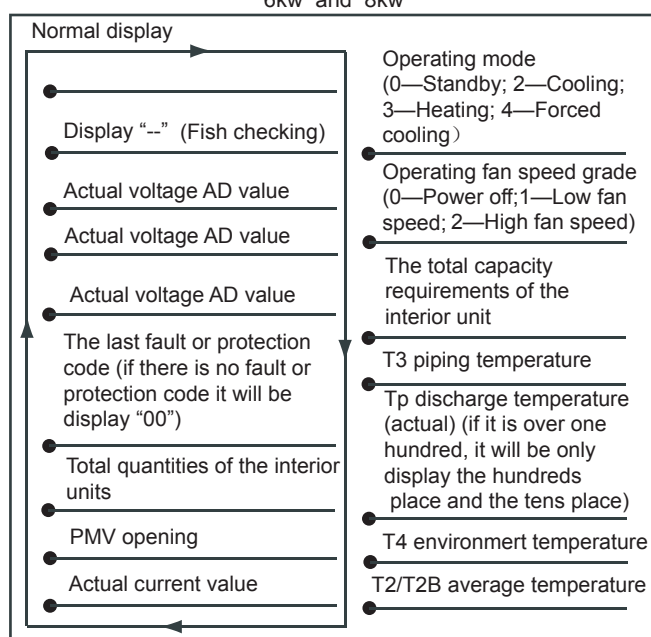 6kw and 8kw
Normal display
Display “--” (Fish checking)
Actual voltage AD value
Actual voltage AD value
Actual voltage AD value
The last fault or protection
code (if there is no fault or
protection code it will be
display “00”)
Total quantities of the interior
units
PMV opening
Actual current value
Operating mode
(0—Standby; 2—Cooling;
3—Heating; 4—Forced
cooling）
Operating fan speed grade
(0—Power off;1—Low fan
speed; 2—High fan speed)
The total capacity
requirements of the
interior unit
T3 piping temperature
Tp discharge temperature
(actual) (if it is over one
hundred, it will be only
display the hundreds
place and the tens place)
T4 environmert temperature
T2/T2B average temperature